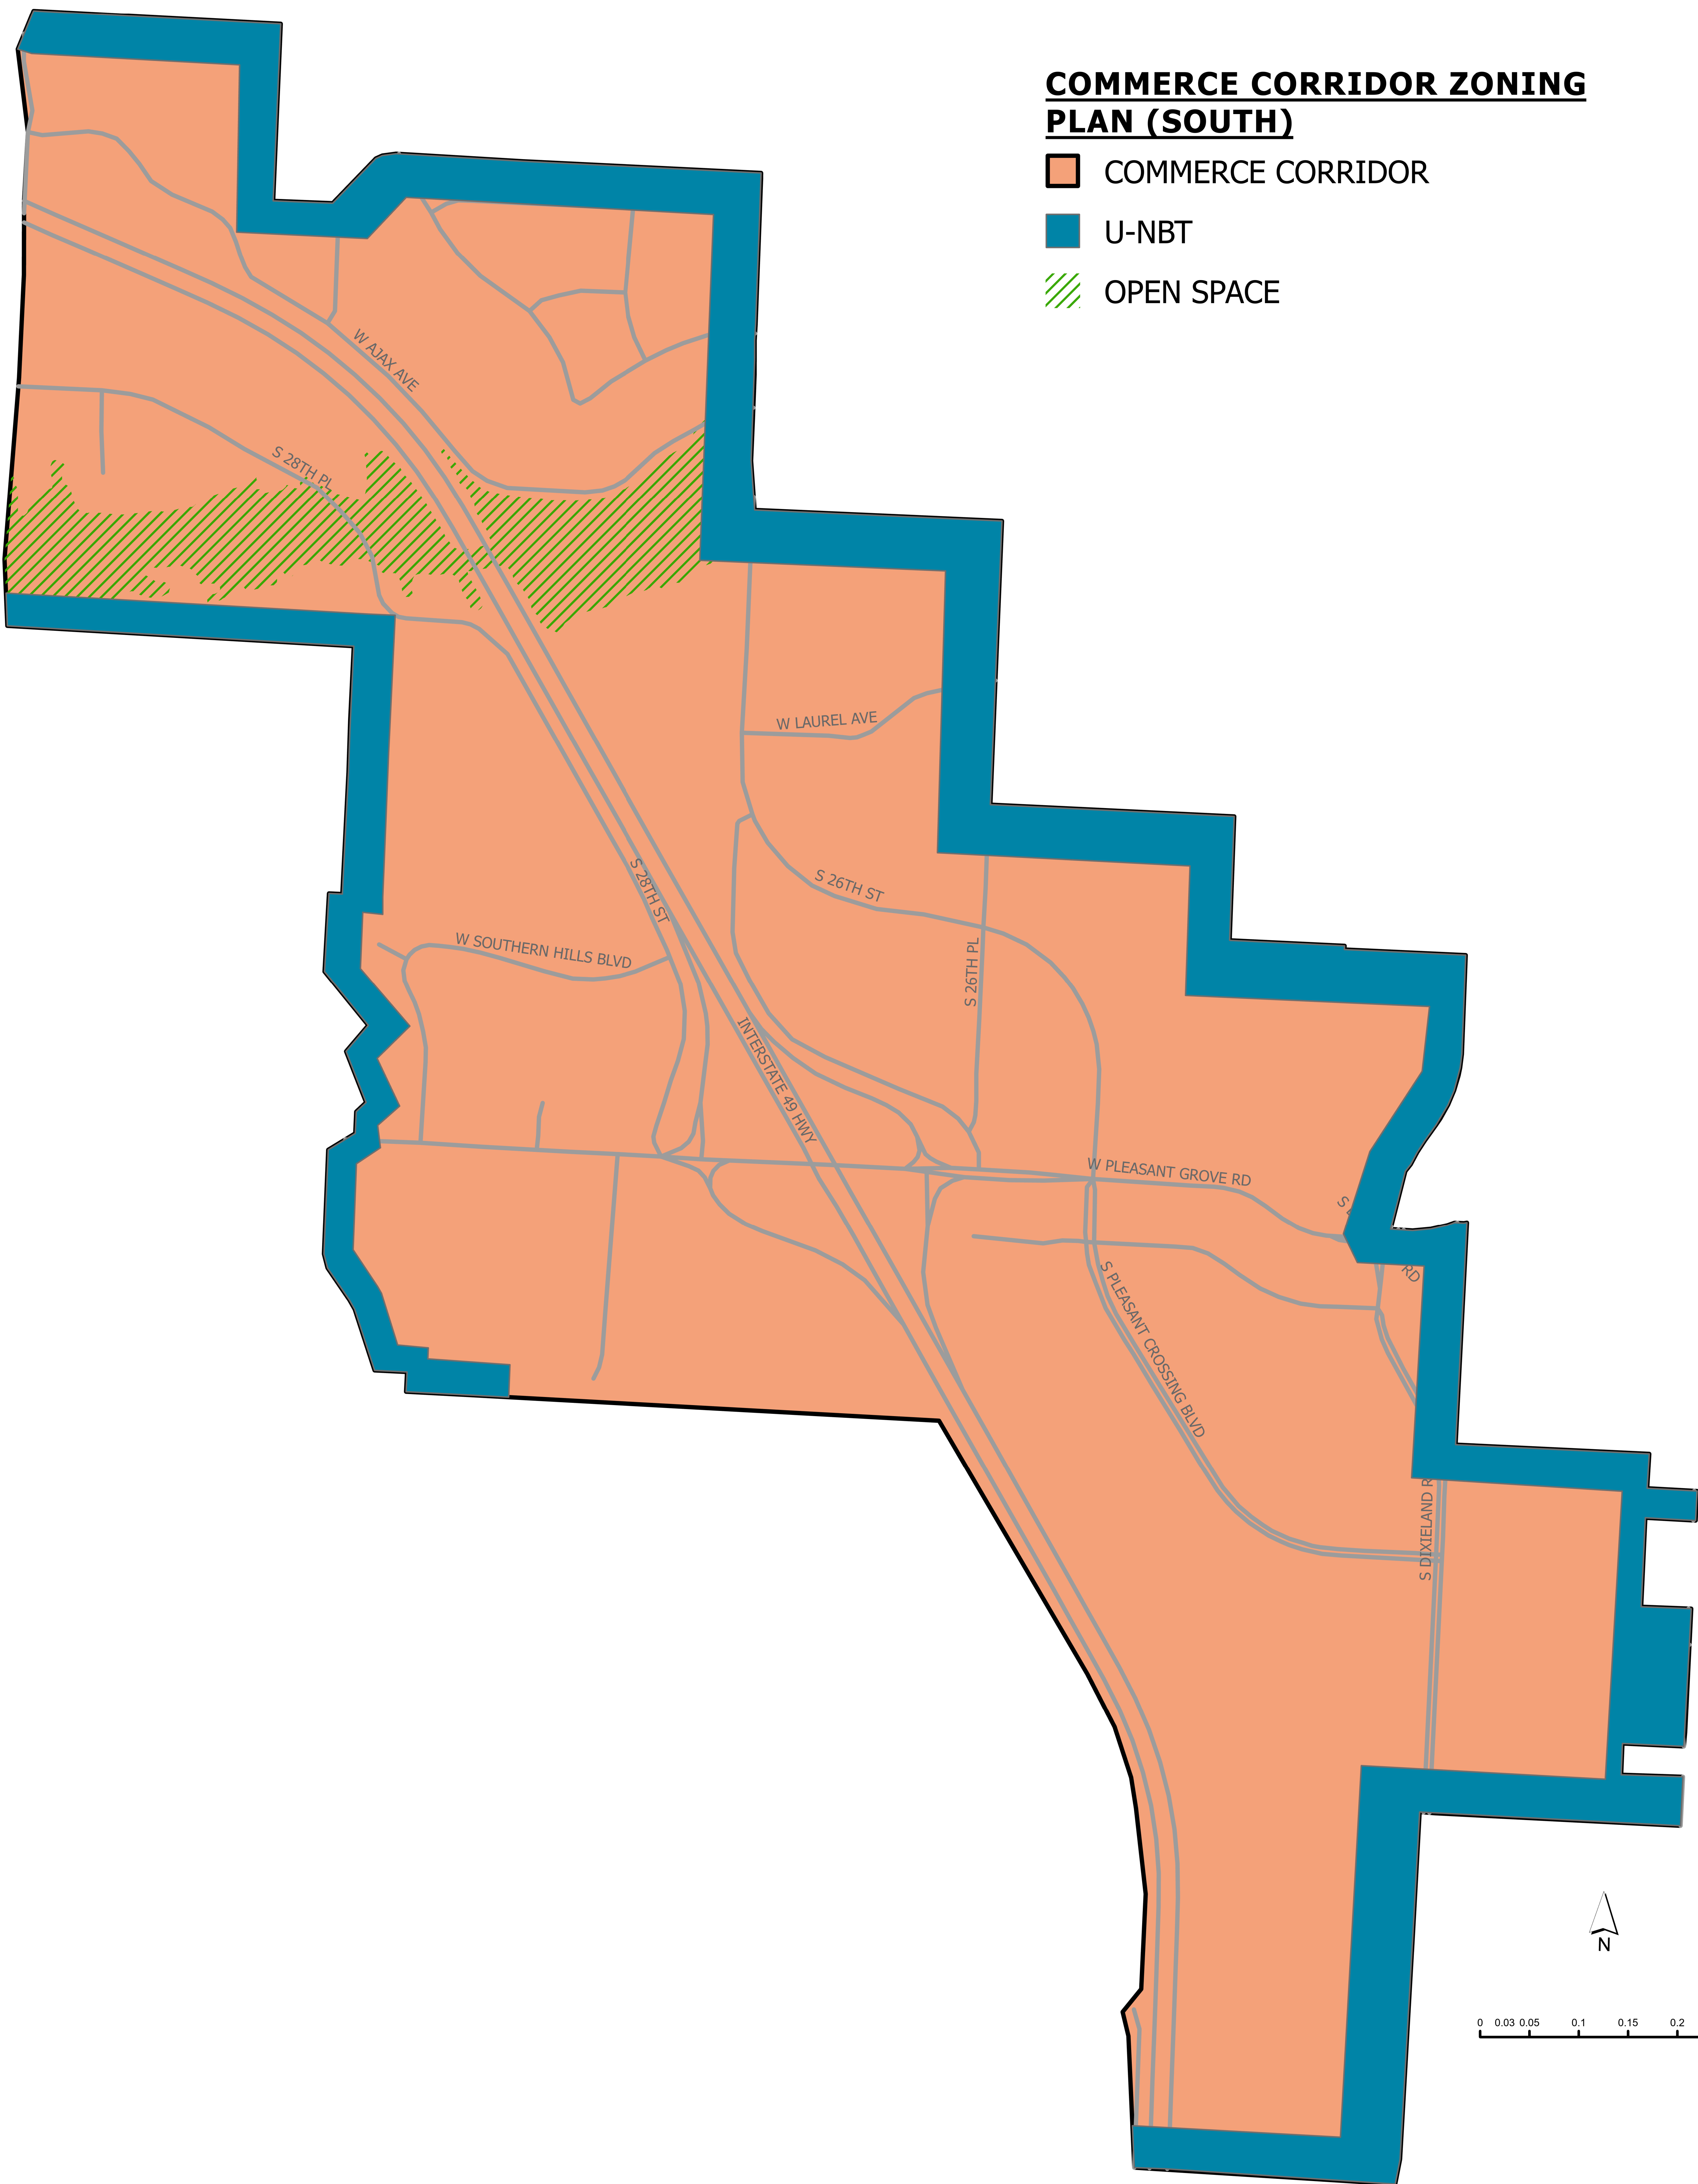 COMMERCE CORRIDOR ZONING
PLAN (SOUTH)
COMMERCE CORRIDOR
U-NBT
OPEN SPACE
W AJAX AVE
S 28TH PL
W LAUREL AVE
S 28TH ST
S 26TH ST
W SOUTHERN HILLS BLVD
S 26TH PL
INTERSTATE 49 HWY
W PLEASANT GROVE RD
S
RD
S PLEASANT CROSSING BLVD
S DIXIELAND R
N
0 0.03 0.05 0.1 0.15 0.2